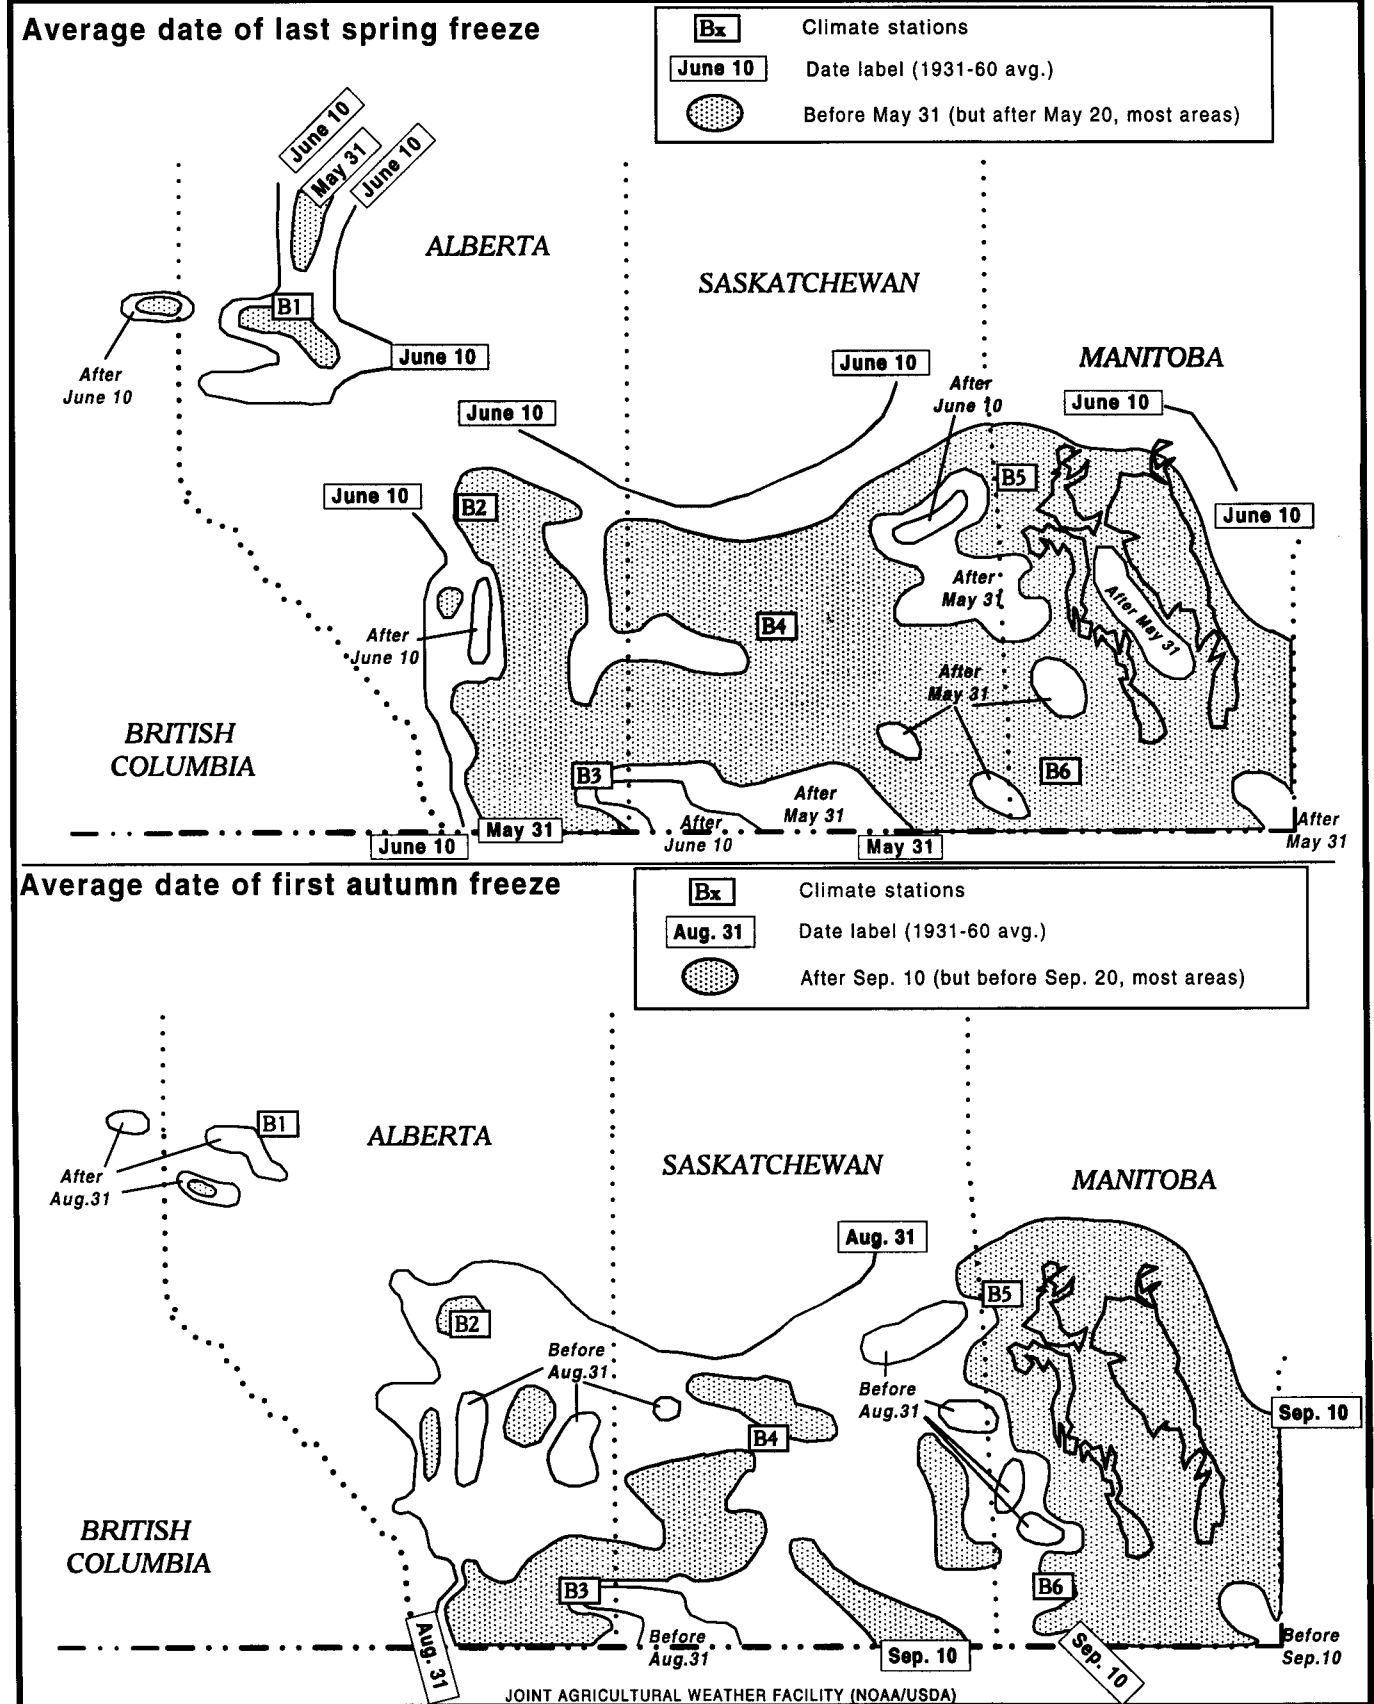 Average date of last spring freeze
Bx Climate stations
June 10 Date label (1931-60 avg.)
Before May 31 (but after May 20, most areas)
June 10
May 31
June 10
ALBERTA
SASKATCHEWAN
B1
After
June 10
June 10
June 10
MANITOBA
After
June 10
June 10
June 10
June 10
B2
B5
June 10
After
May 31
After May 31
B4
After
June 10
After
May 31
BRITISH
COLUMBIA
B3
B6
After
May 31
May 31
After
June 10
After
May 31
June 10
May 31
Average date of first autumn freeze
Bx Climate stations
Aug. 31 Date label (1931-60 avg.)
After Sep. 10 (but before Sep. 20, most areas)
B1
ALBERTA
SASKATCHEWAN
MANITOBA
After
Aug.31
Aug. 31
B5
B2
Before
Aug.31
Before
Aug.31
Sep. 10
B4
BRITISH
COLUMBIA
B3
B6
Aug. 31
Before
Aug.31
Sep. 10
Sep. 10
Before
Sep.10
JOINT AGRICULTURAL WEATHER FACILITY (NOAA/USDA)